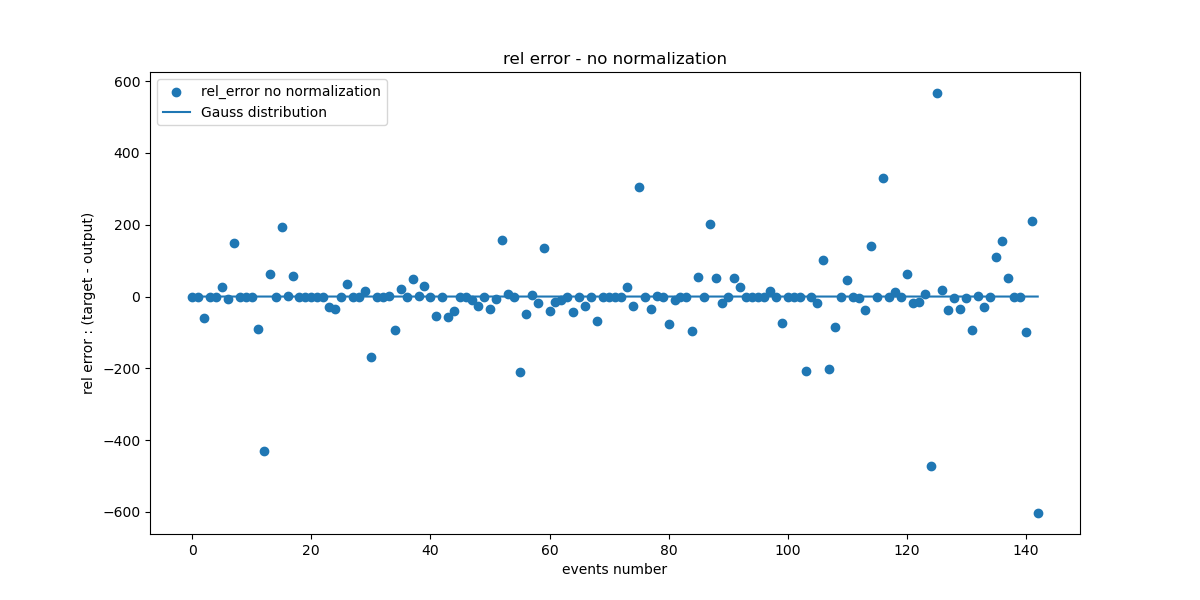 rel error - no normalization
rel_error no normalization
Gauss distribution
rel error : (target - output)
600
400
200
0
−200
−400
−600
0 20 40 60 80 100 120 140
events number